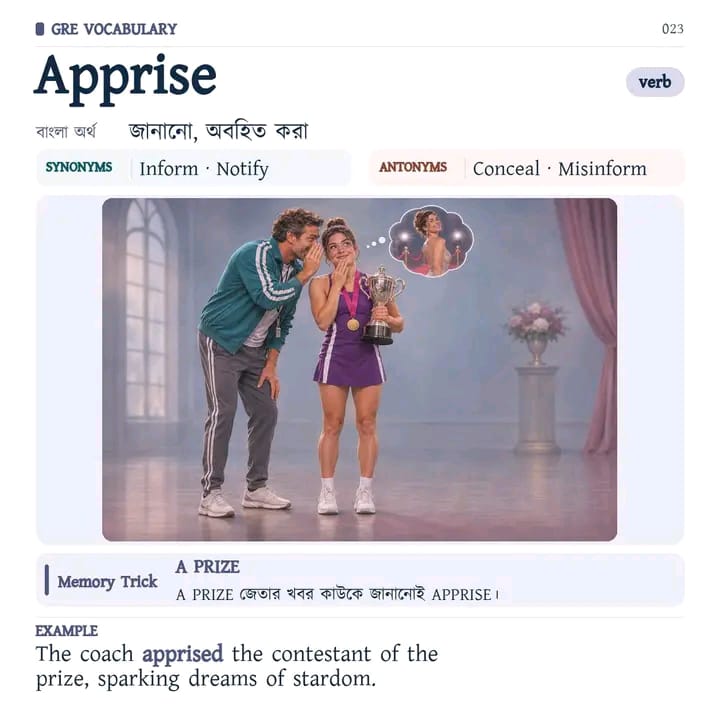 GRE VOCABULARY
023
Apprise
verb
বাংলা অর্থ জানানো, অবহিত করা
SYNONYMS Inform · Notify
ANTONYMS Conceal · Misinform
Memory Trick
A PRIZE
A PRIZE জেতার খবর কাউকে জানানোই APPRISE।
EXAMPLE
The coach apprised the contestant of the
prize, sparking dreams of stardom.